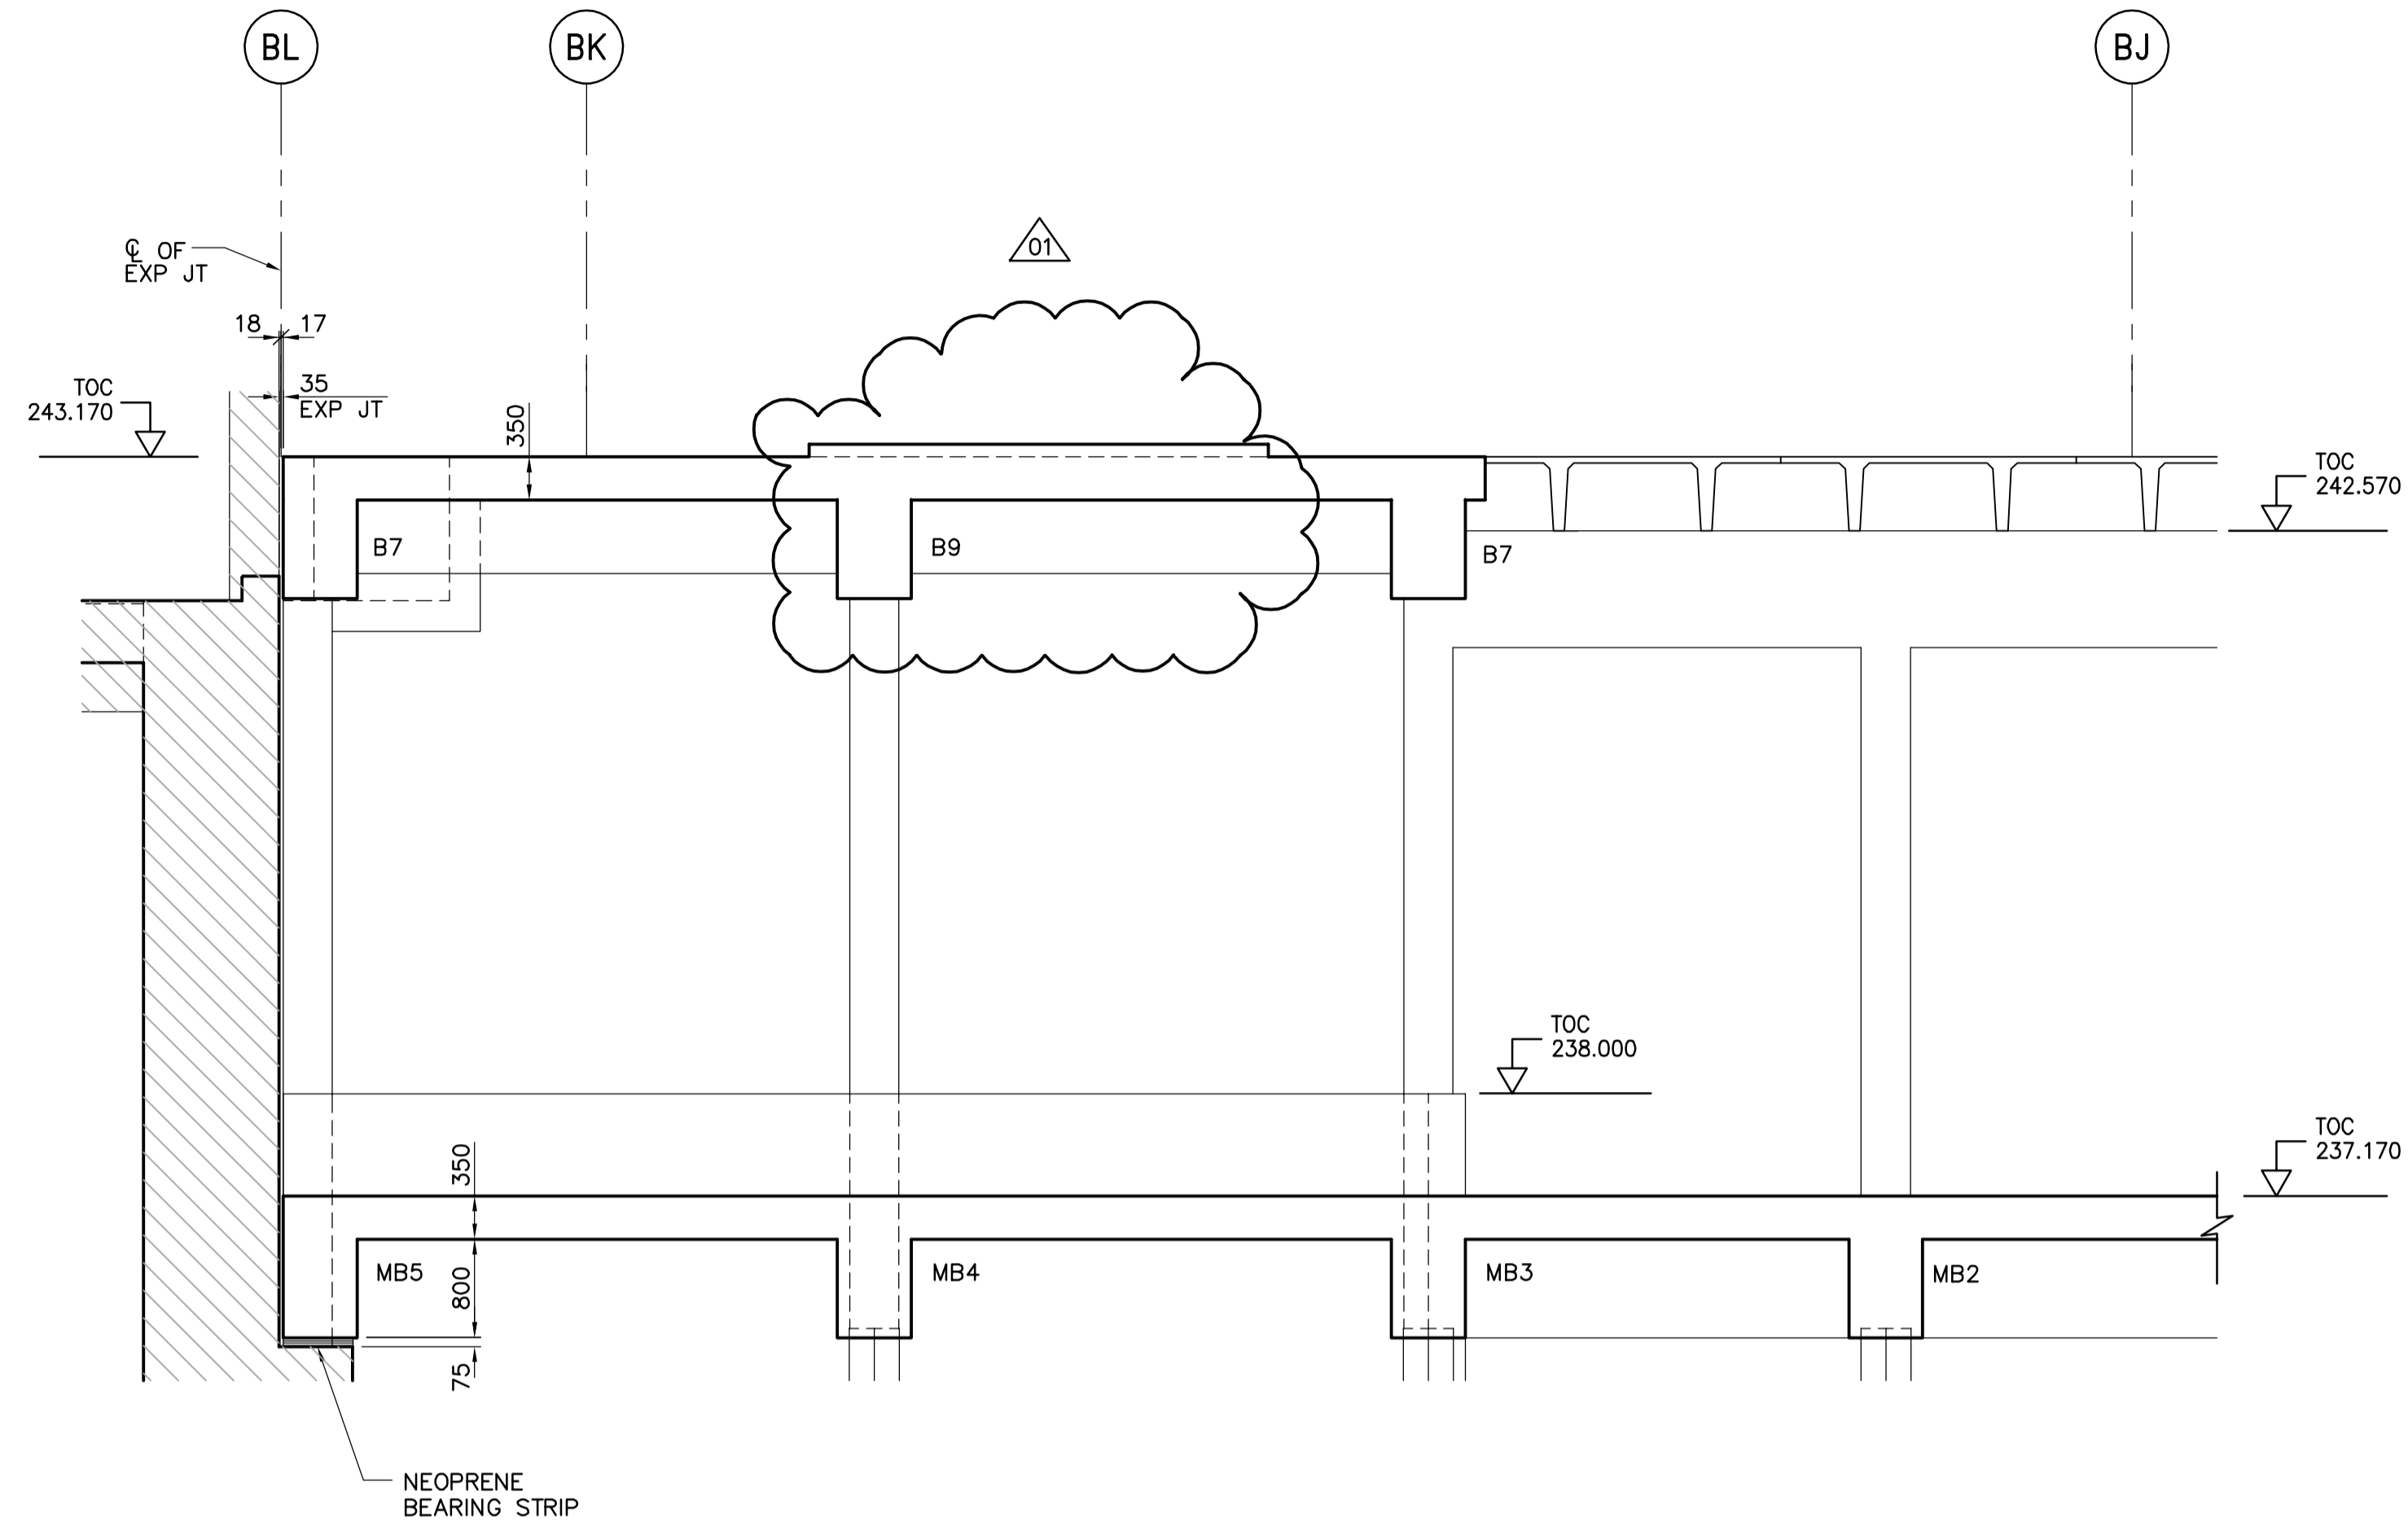 BL
BK
BJ
01
℄ OF
EXP JT
18
17
35
EXP JT
TOC
243.170
350
TOC
242.570
B7
B9
B7
TOC
238.000
TOC
237.170
350
MB5
800
MB4
MB3
MB2
75
NEOPRENE
BEARING STRIP